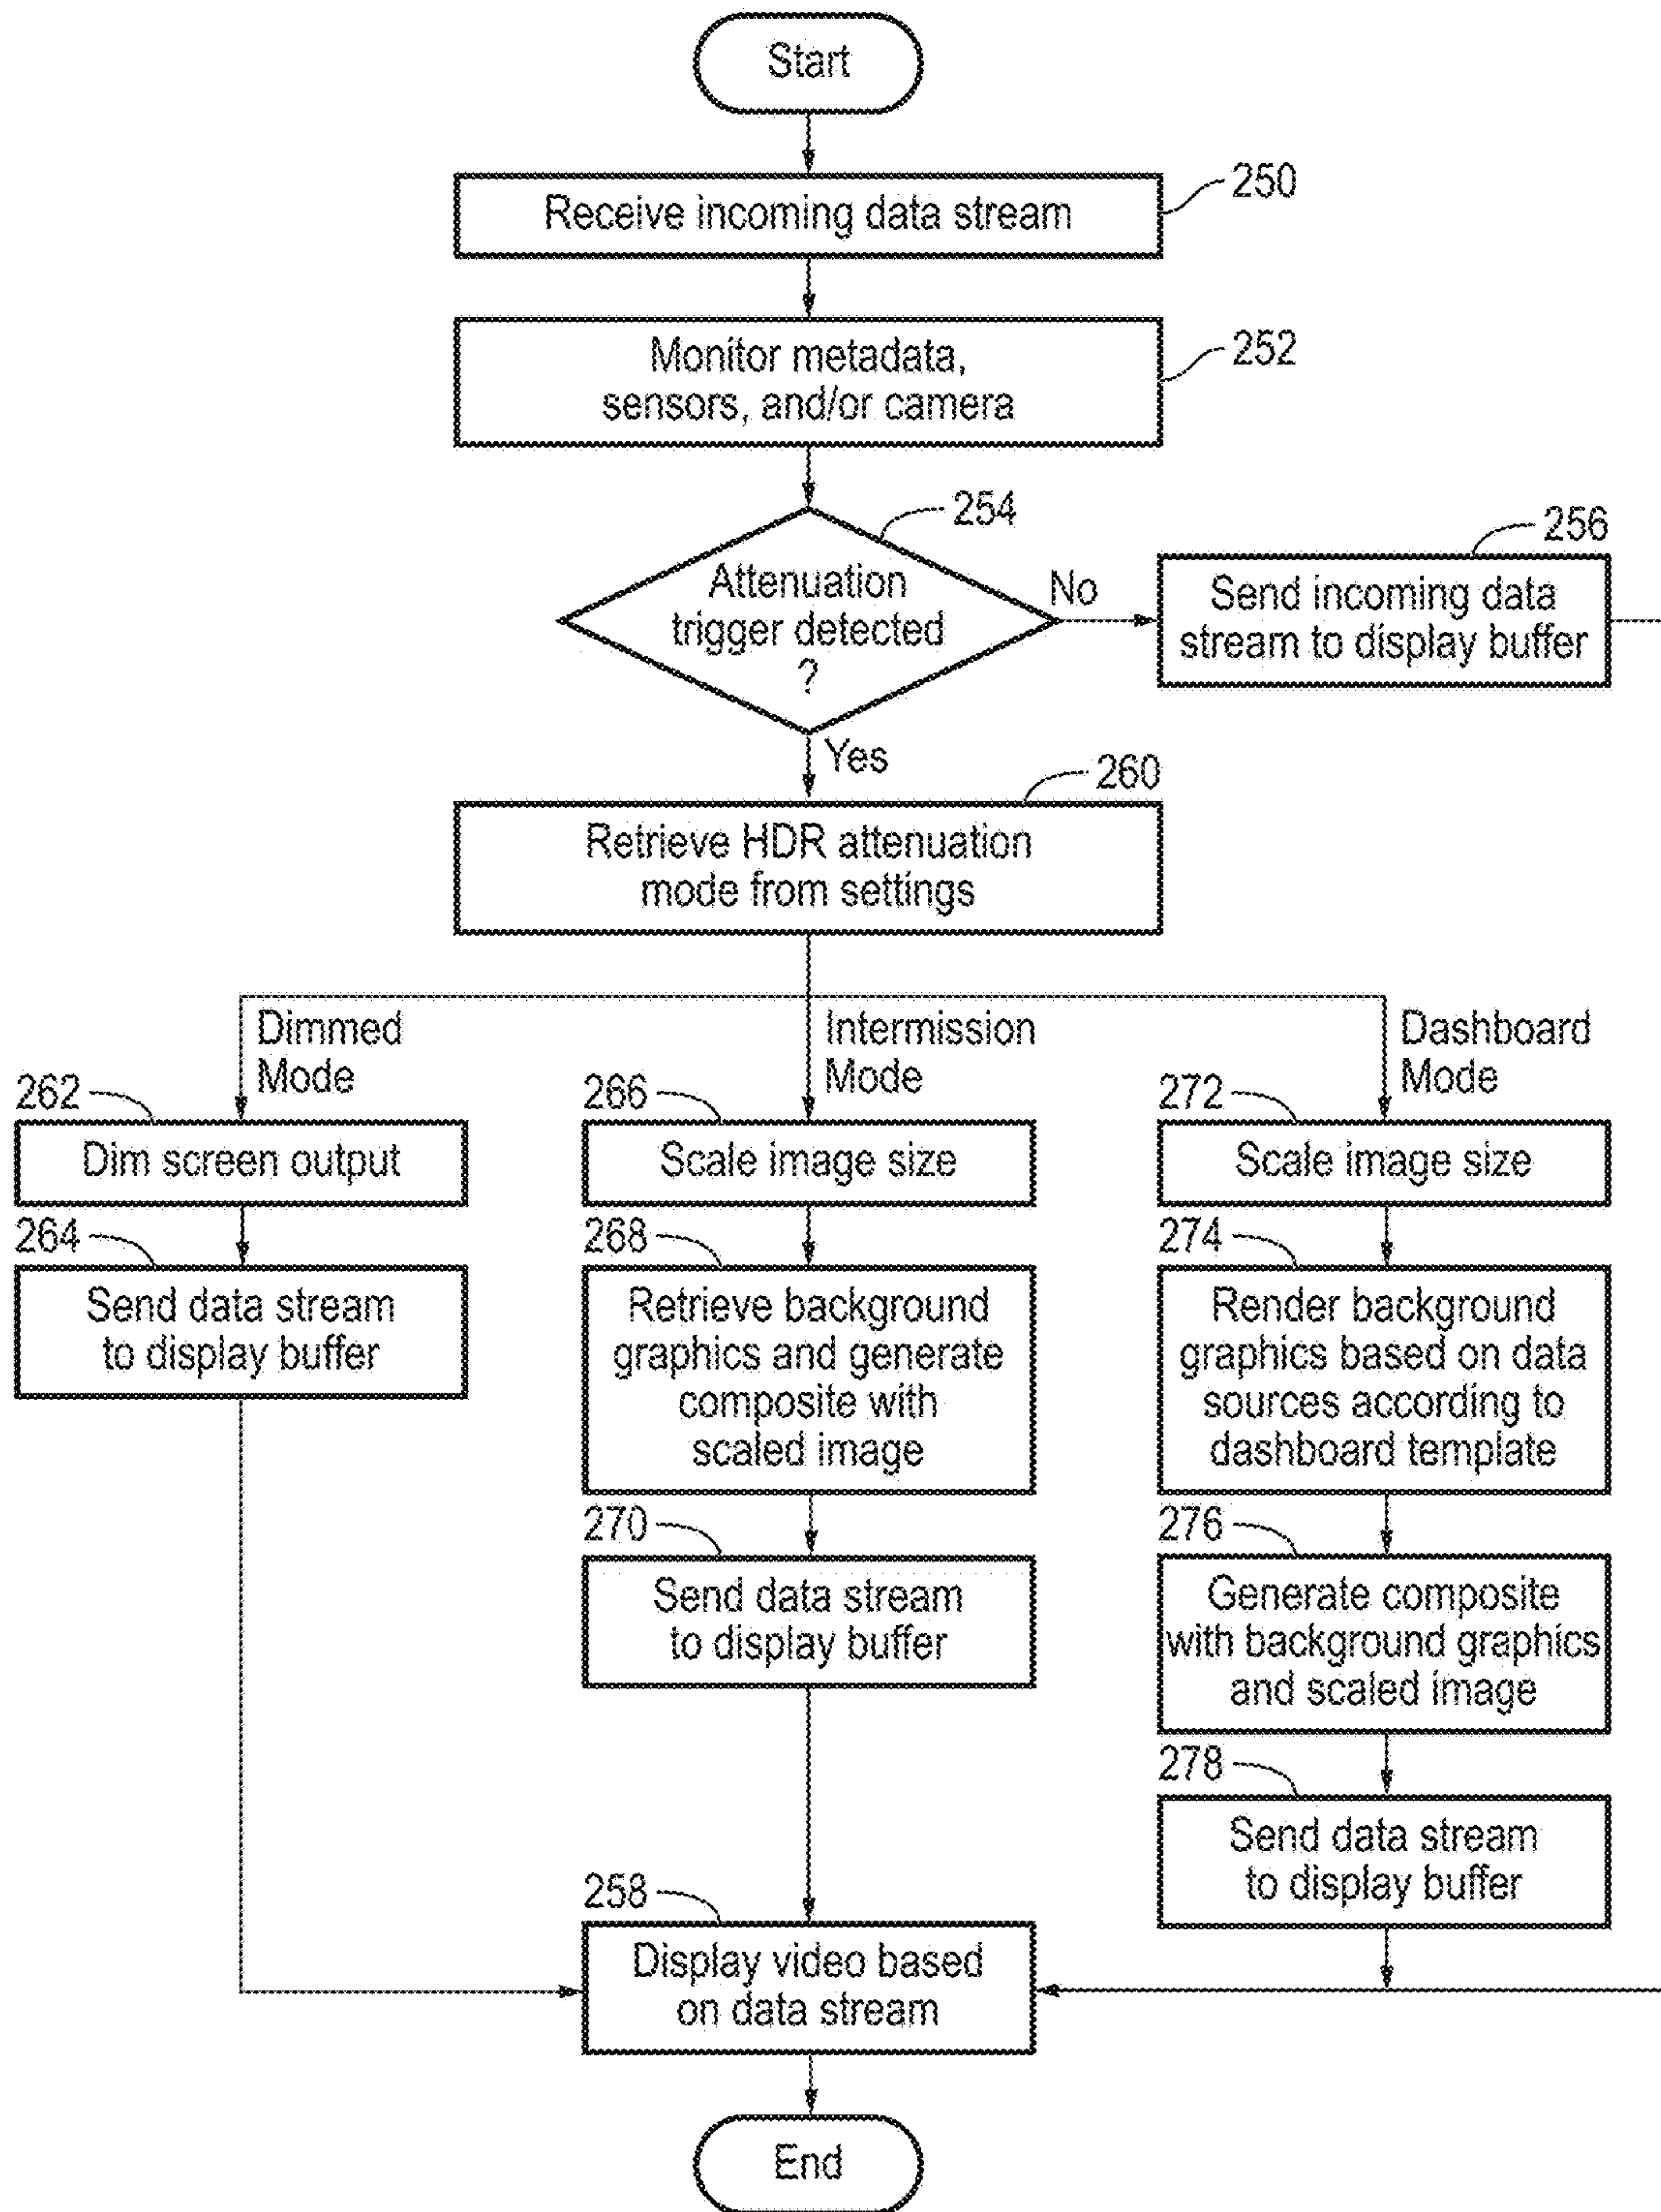 Start
250
Receive incoming data stream
252
Monitor metadata,
sensors, and/or camera
254
Attenuation
trigger detected
?
No
256
Send incoming data
stream to display buffer
Yes
260
Retrieve HDR attenuation
mode from settings
Dimmed
Mode
Intermission
Mode
Dashboard
Mode
262
Dim screen output
264
Send data stream
to display buffer
266
Scale image size
268
Retrieve background
graphics and generate
composite with
scaled image
270
Send data stream
to display buffer
272
Scale image size
274
Render background
graphics based on data
sources according to
dashboard template
276
Generate composite
with background graphics
and scaled image
278
Send data stream
to display buffer
258
Display video based
on data stream
End